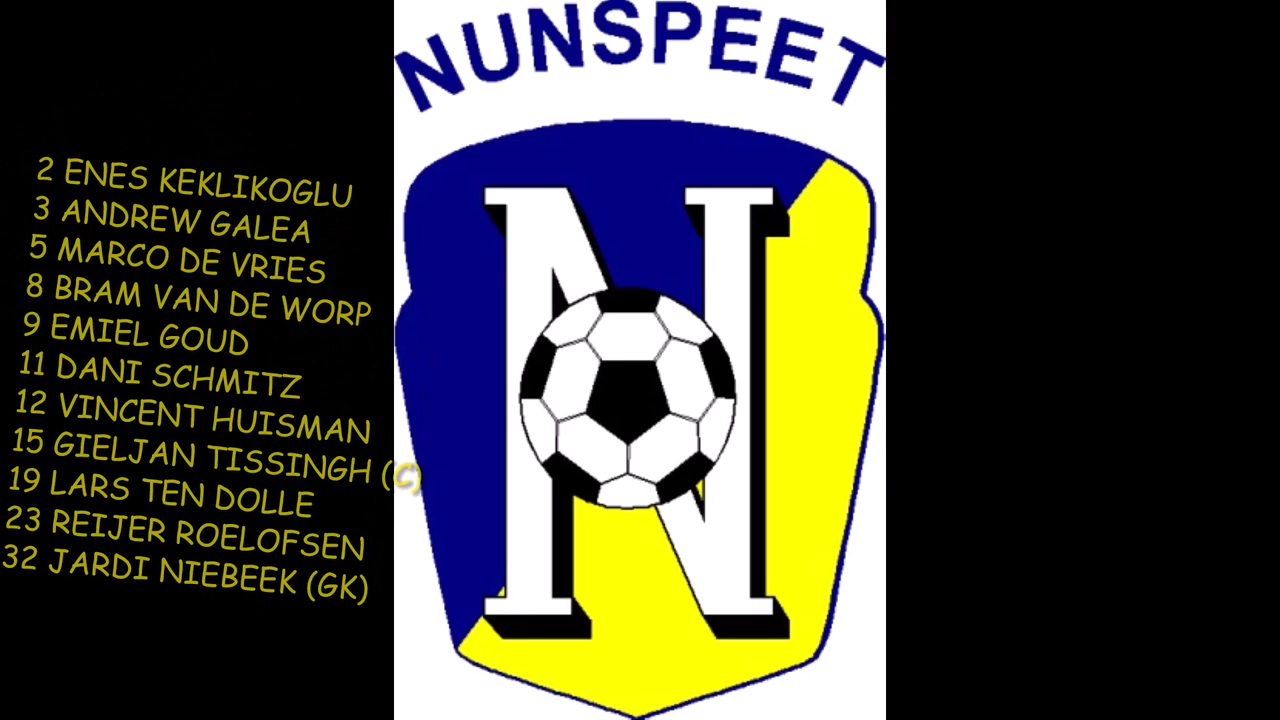 NUNSPEET
N
2 ENES KEKLIKOGLU
3 ANDREW GALEA
5 MARCO DE VRIES
8 BRAM VAN DE WORP
9 EMIEL GOUD
11 DANI SCHMITZ
12 VINCENT HUISMAN
15 GIELJAN TISSINGH (C)
19 LARS TEN DOLLE
23 REIJER ROELOFSEN
32 JARDI NIEBEEK (GK)